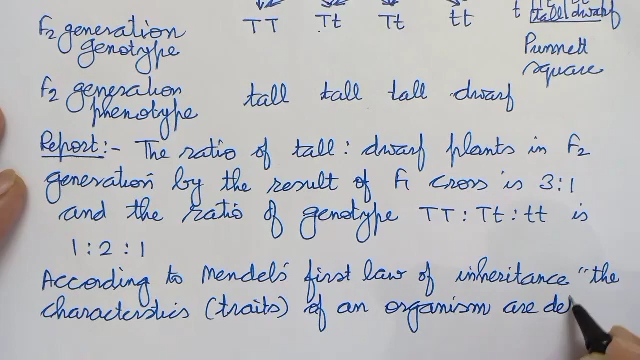 F2 generation genotype TT Tt Tt tt
t tall dwarf
Punnett square
F2 generation phenotype tall tall tall dwarf
Report:- The ratio of tall : dwarf plants in F2
generation by the result of F1 cross is 3:1
and the ratio of genotype TT : Tt : tt is
1 : 2 : 1
According to Mendel's first law of inheritance "the
characteristics (traits) of an organism are de